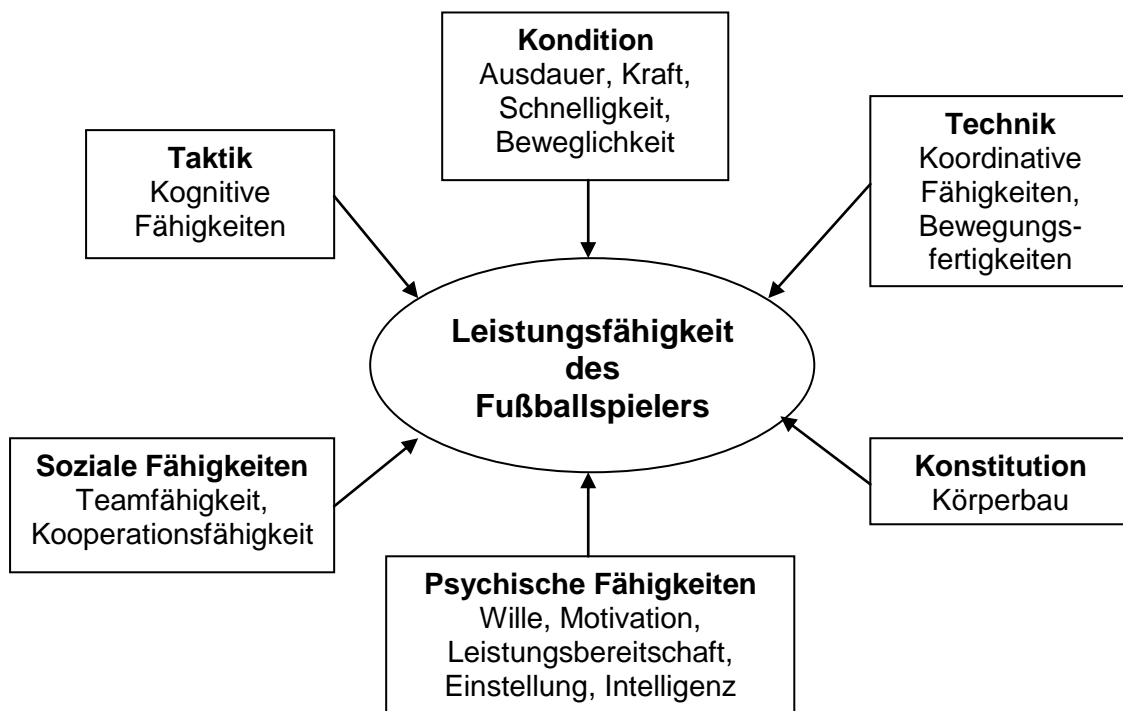 Kondition
Ausdauer, Kraft,
Schnelligkeit,
Beweglichkeit
Taktik
Kognitive
Fähigkeiten
Technik
Koordinative
Fähigkeiten,
Bewegungs-
fertigkeiten
Leistungsfähigkeit
des
Fußballspielers
Soziale Fähigkeiten
Teamfähigkeit,
Kooperationsfähigkeit
Konstitution
Körperbau
Psychische Fähigkeiten
Wille, Motivation,
Leistungsbereitschaft,
Einstellung, Intelligenz